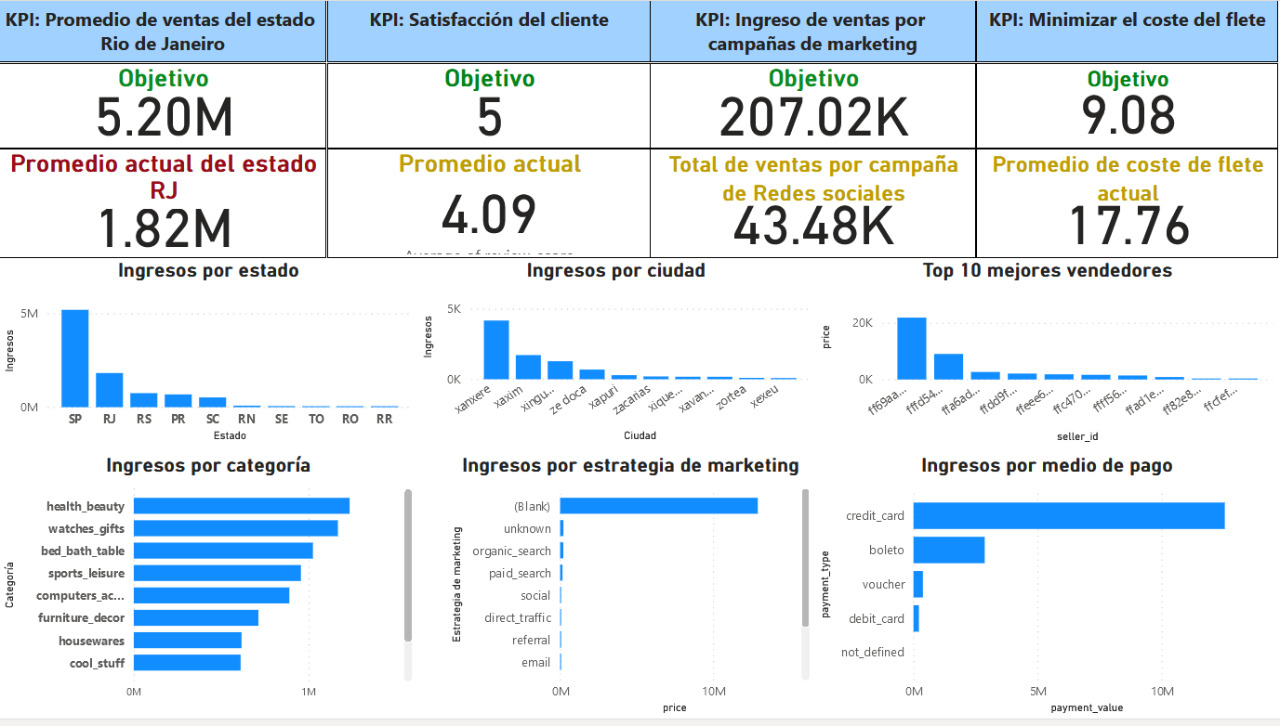 KPI: Promedio de ventas del estado
Rio de Janeiro
KPI: Satisfacción del cliente
KPI: Ingreso de ventas por
campañas de marketing
KPI: Minimizar el coste del flete
Objetivo
5.20M
Objetivo
5
Objetivo
207.02K
Objetivo
9.08
Promedio actual del estado
RJ
1.82M
Promedio actual
4.09
Total de ventas por campaña
de Redes sociales
43.48K
Promedio de coste de flete
actual
17.76
Ingresos por estado
Ingresos
5M
0M
SP RJ RS PR SC RN SE TO RO RR
Estado
Ingresos por ciudad
Ingresos
5K
0K
xanxere xaxim xingu... ze doca xapuri zacarias xique... xavan... zortea xexeu
Ciudad
Top 10 mejores vendedores
price
20K
0K
ff69aa... fffd54... ffa6ad... ffdd9f... ffeee6... ffc470... ffff56... ffad1e... ff82e8... ffcfef...
seller_id
Ingresos por categoría
Categoría
health_beauty
watches_gifts
bed_bath_table
sports_leisure
computers_ac...
furniture_decor
housewares
cool_stuff
0M 1M
Ingresos por estrategia de marketing
Estrategia de marketing
(Blank)
unknown
organic_search
paid_search
social
direct_traffic
referral
email
0M 10M
price
Ingresos por medio de pago
payment_type
credit_card
boleto
voucher
debit_card
not_defined
0M 5M 10M
payment_value